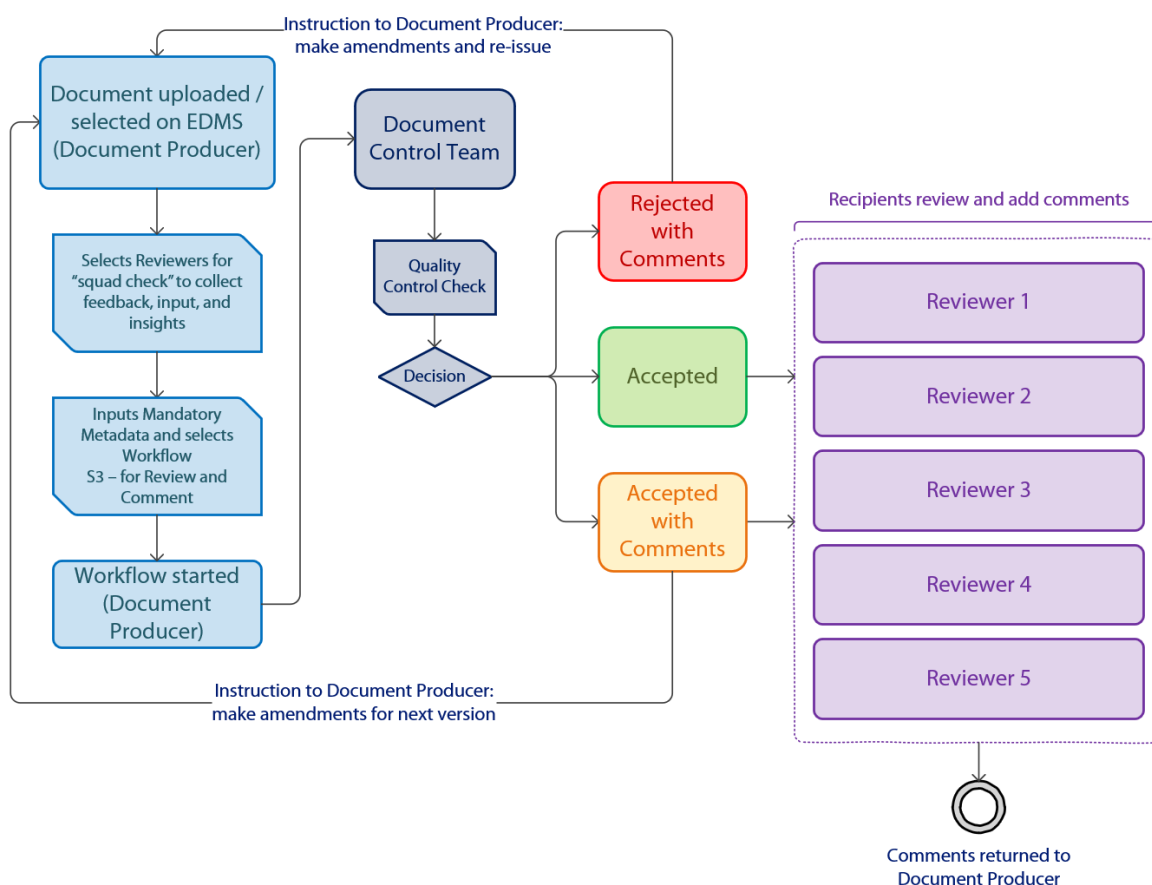 Instruction to Document Producer:
make amendments and re-issue
Document uploaded /
selected on EDMS
(Document Producer)
Selects Reviewers for
“squad check” to collect
feedback, input, and
insights
Inputs Mandatory
Metadata and selects
Workflow
S3 – for Review and
Comment
Workflow started
(Document
Producer)
Document
Control Team
Quality
Control Check
Decision
Rejected
with
Comments
Accepted
Accepted
with
Comments
Instruction to Document Producer:
make amendments for next version
Recipients review and add comments
Reviewer 1
Reviewer 2
Reviewer 3
Reviewer 4
Reviewer 5
Comments returned to
Document Producer